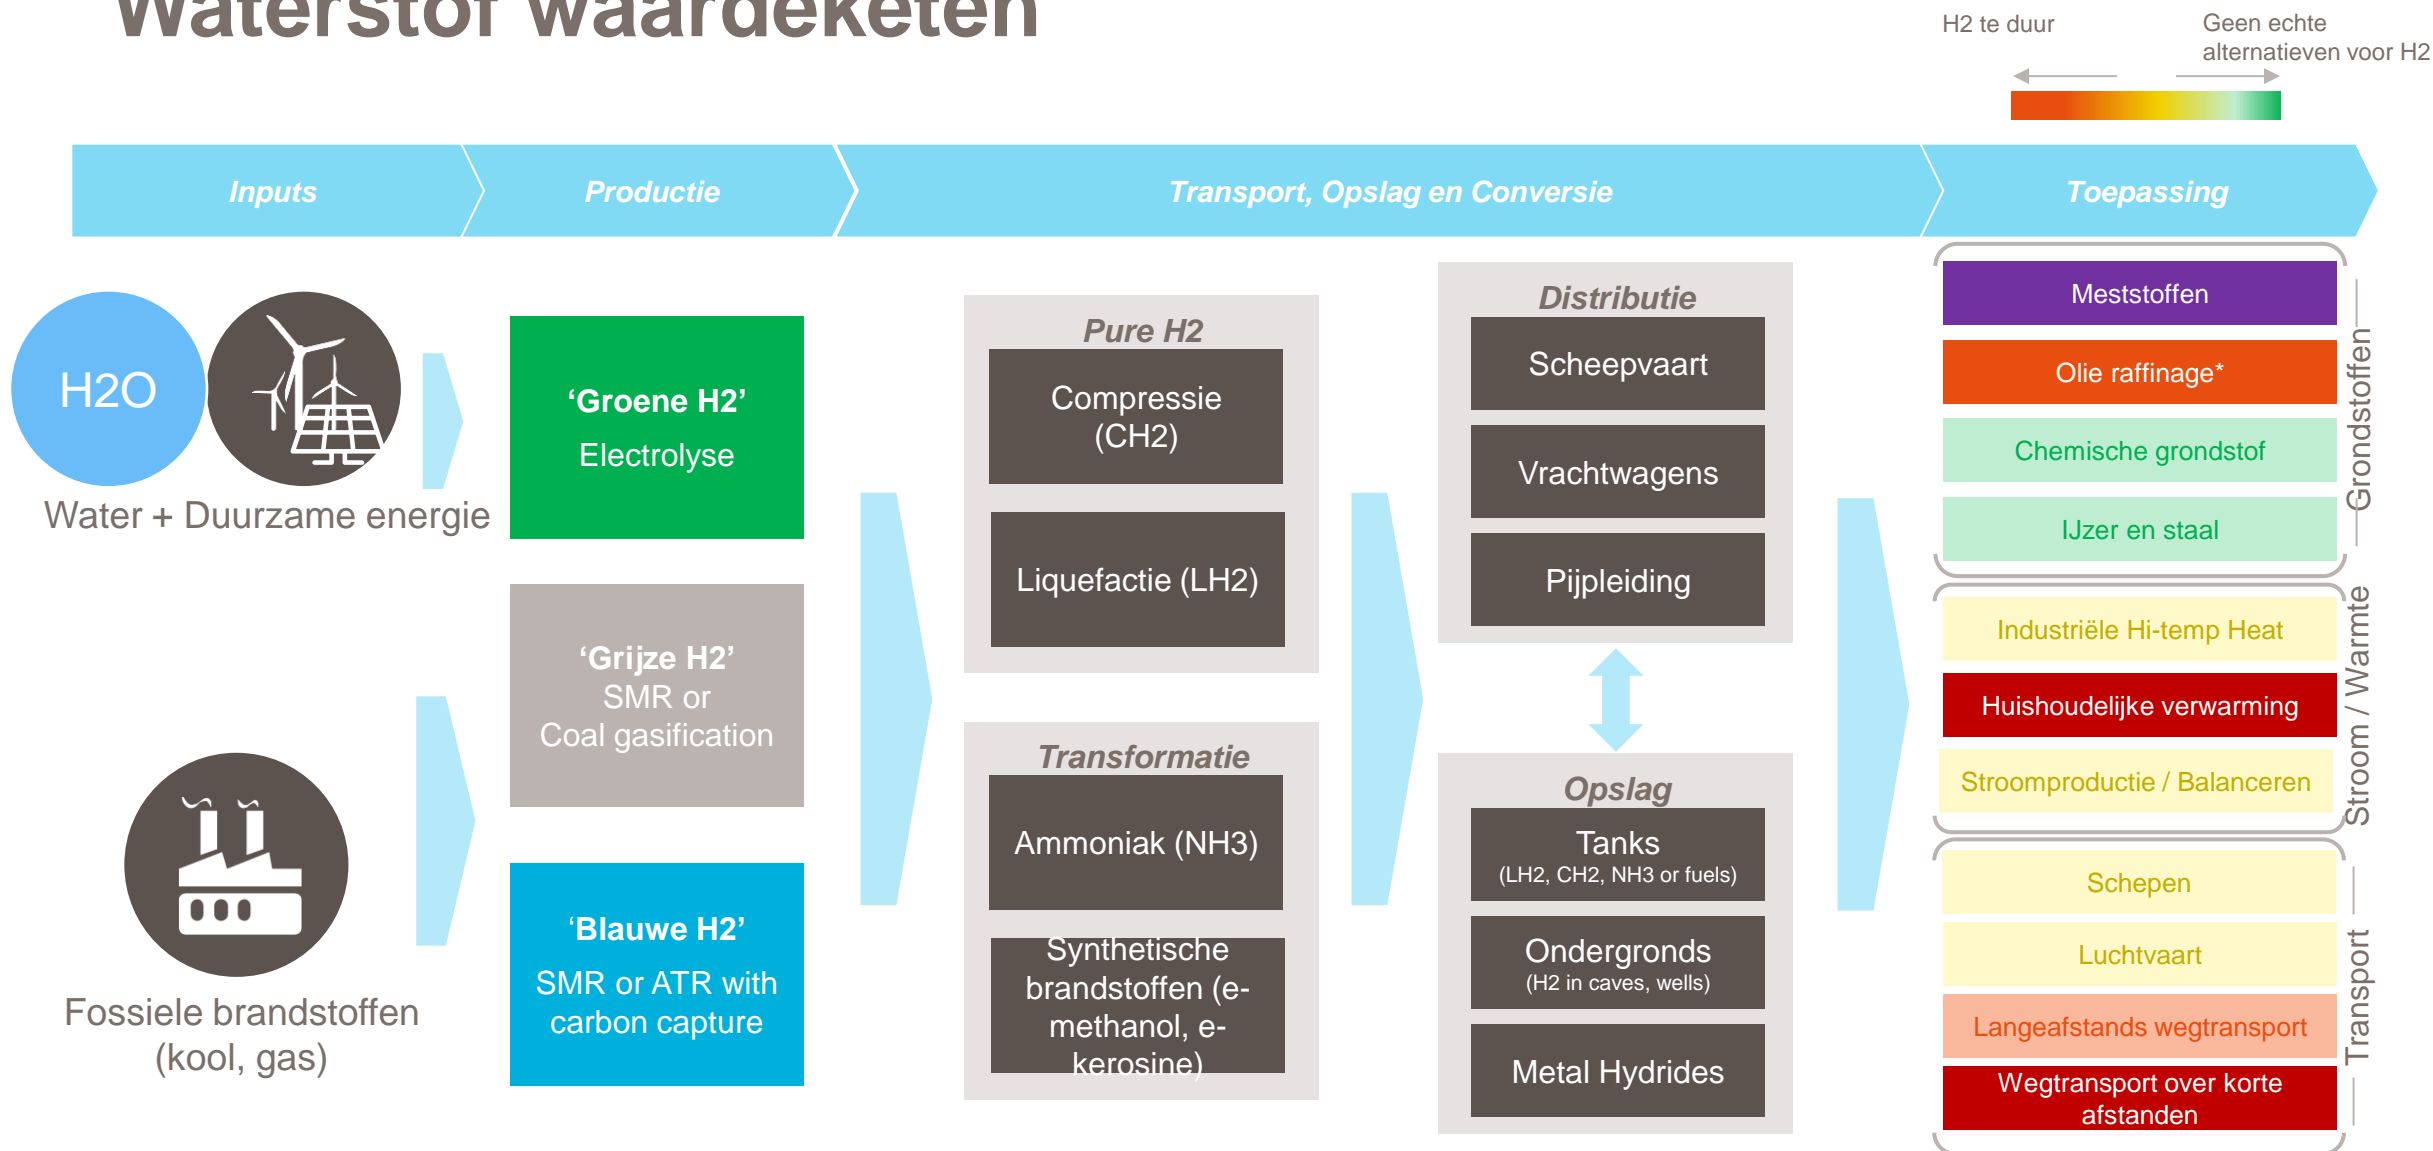 Waterstof waardeketen
H2 te duur
Geen echte
alternatieven voor H2
Inputs
Productie
Transport, Opslag en Conversie
Toepassing
H2O
Water + Duurzame energie
Fossiele brandstoffen
(kool, gas)
‘Groene H2’
Electrolyse
‘Grijze H2’
SMR or
Coal gasification
‘Blauwe H2’
SMR or ATR with
carbon capture
Pure H2
Compressie
(CH2)
Liquefactie (LH2)
Transformatie
Ammoniak (NH3)
Synthetische
brandstoffen (e-
methanol, e-
kerosine)
Distributie
Scheepvaart
Vrachtwagens
Pijpleiding
Opslag
Tanks
(LH2, CH2, NH3 or fuels)
Ondergronds
(H2 in caves, wells)
Metal Hydrides
Meststoffen
Olie raffinage*
Chemische grondstof
IJzer en staal
Grondstoffen
Industriële Hi-temp Heat
Huishoudelijke verwarming
Stroomproductie / Balanceren
Stroom / Warmte
Schepen
Luchtvaart
Langeafstands wegtransport
Wegtransport over korte
afstanden
Transport